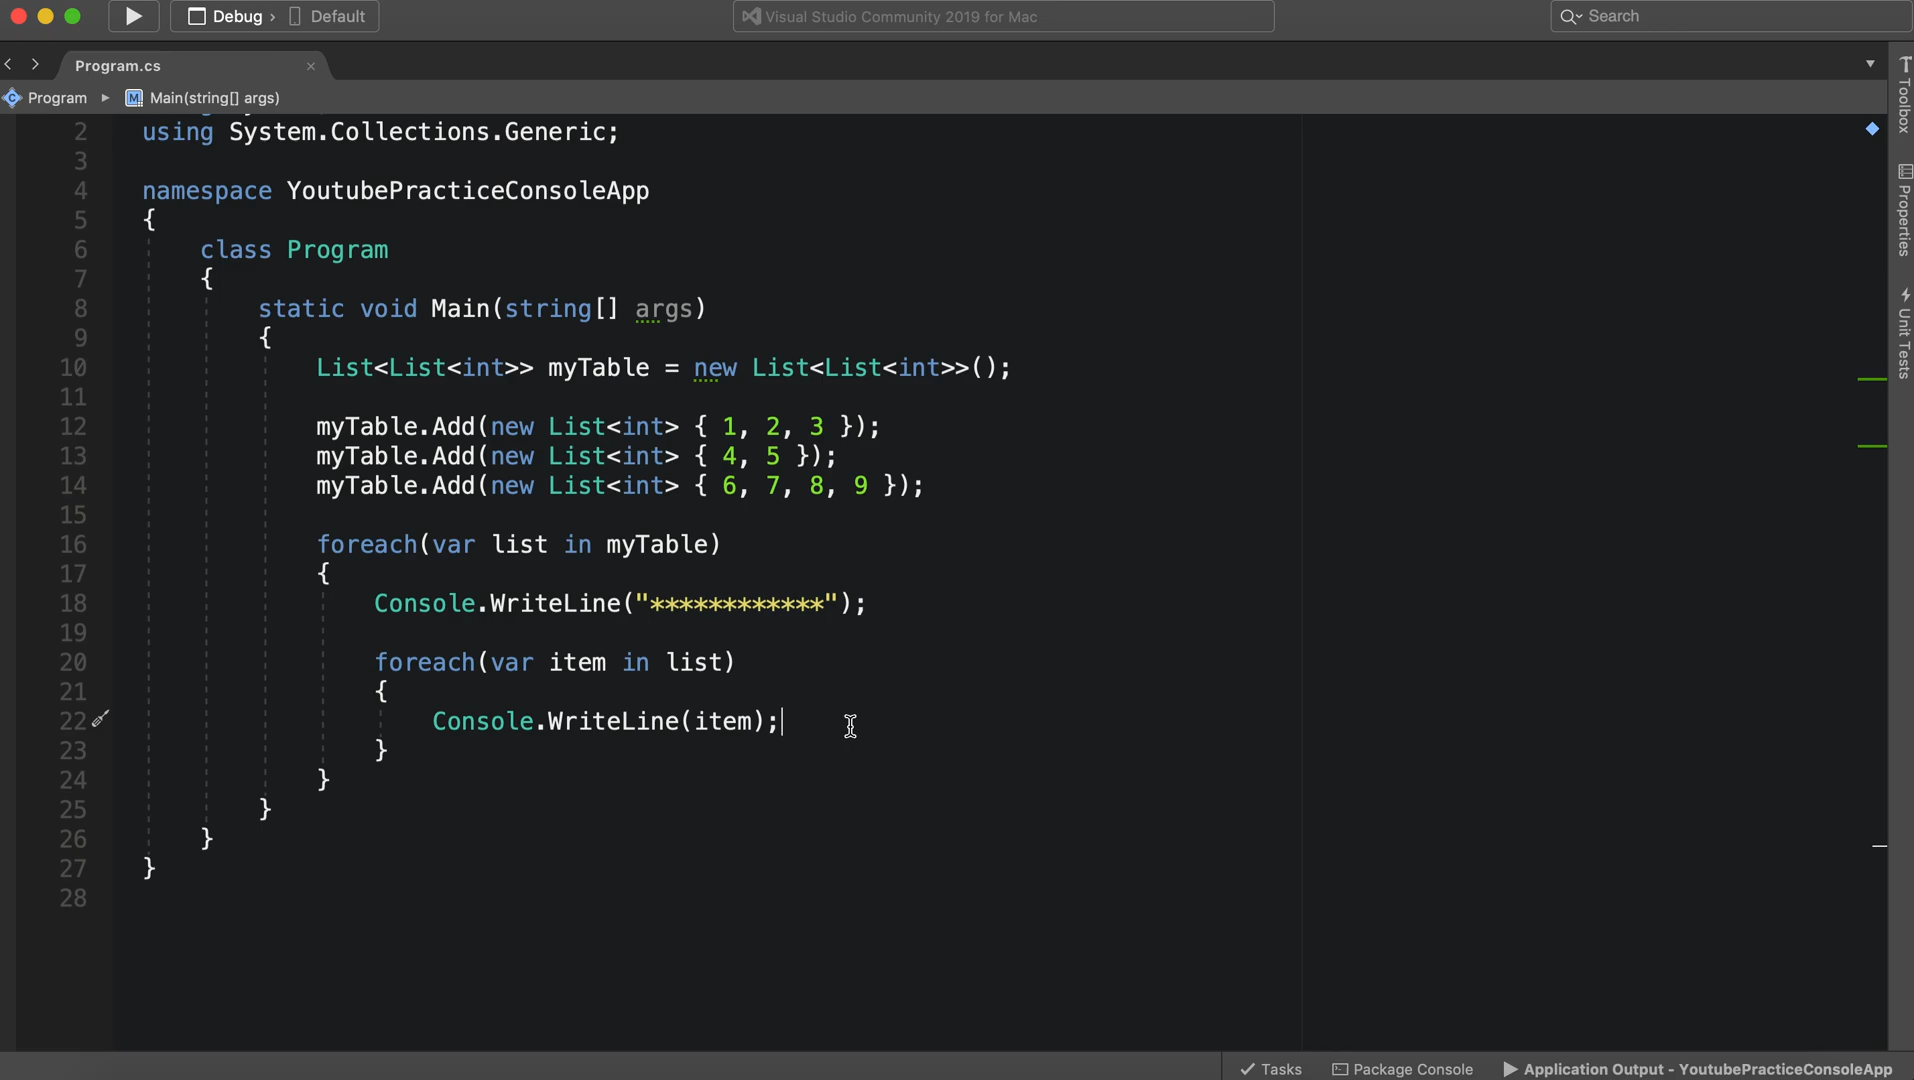 Debug › Default
Visual Studio Community 2019 for Mac
Search
Program.cs
Program ▸ M Main(string[] args)
2 using System.Collections.Generic;
3
4 namespace YoutubePracticeConsoleApp
5 {
6 class Program
7 {
8 static void Main(string[] args)
9 {
10 List<List<int>> myTable = new List<List<int>>();
11
12 myTable.Add(new List<int> { 1, 2, 3 });
13 myTable.Add(new List<int> { 4, 5 });
14 myTable.Add(new List<int> { 6, 7, 8, 9 });
15
16 foreach(var list in myTable)
17 {
18 Console.WriteLine("************");
19
20 foreach(var item in list)
21 {
22 Console.WriteLine(item);
23 }
24 }
25 }
26 }
27 }
28
Toolbox
Properties
Unit Tests
Tasks
Package Console
Application Output - YoutubePracticeConsoleApp